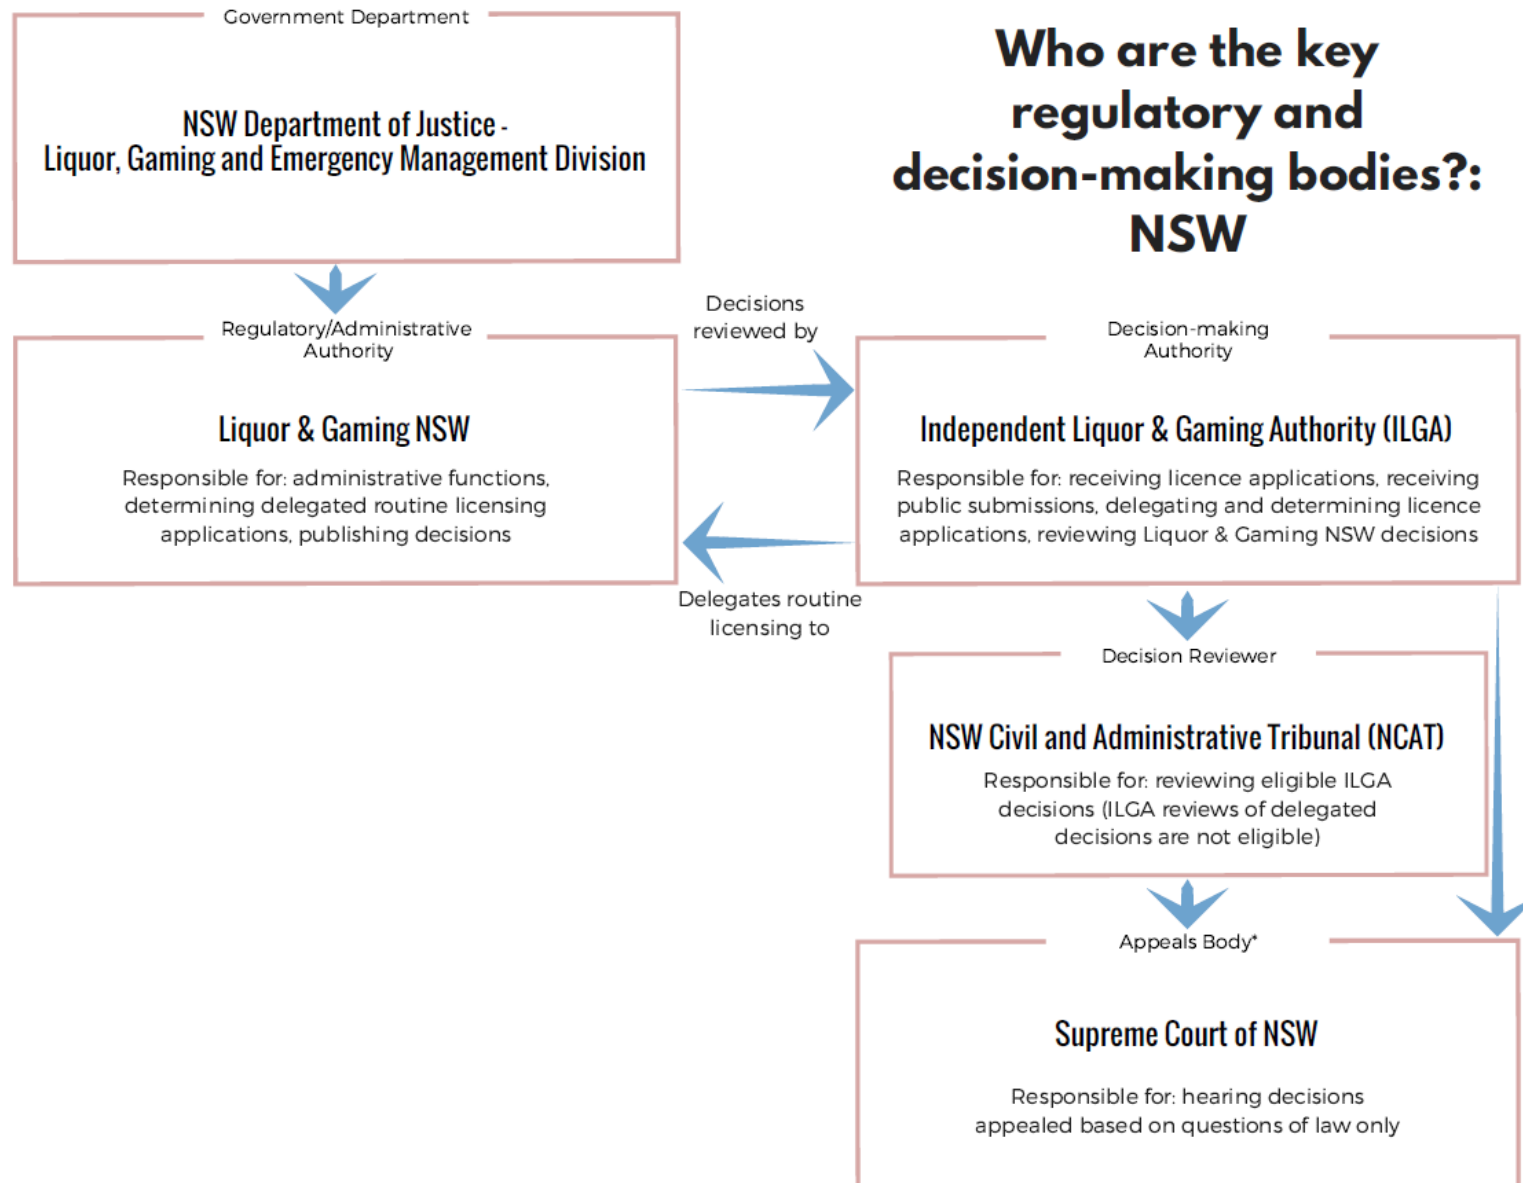 Government Department
NSW Department of Justice -
Liquor, Gaming and Emergency Management Division
Who are the key
regulatory and
decision-making bodies?:
NSW
Regulatory/Administrative
Authority
Liquor & Gaming NSW
Responsible for: administrative functions,
determining delegated routine licensing
applications, publishing decisions
Decisions
reviewed by
Delegates routine
licensing to
Decision-making
Authority
Independent Liquor & Gaming Authority (ILGA)
Responsible for: receiving licence applications, receiving
public submissions, delegating and determining licence
applications, reviewing Liquor & Gaming NSW decisions
Decision Reviewer
NSW Civil and Administrative Tribunal (NCAT)
Responsible for: reviewing eligible ILGA
decisions (ILGA reviews of delegated
decisions are not eligible)
Appeals Body*
Supreme Court of NSW
Responsible for: hearing decisions
appealed based on questions of law only